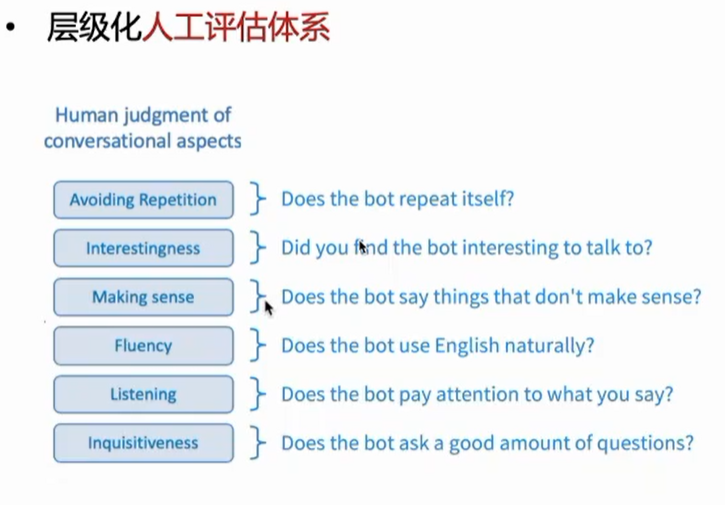 • 层级化人工评估体系
Human judgment of
conversational aspects
Avoiding Repetition } Does the bot repeat itself?
Interestingness } Did you find the bot interesting to talk to?
Making sense } Does the bot say things that don't make sense?
Fluency } Does the bot use English naturally?
Listening } Does the bot pay attention to what you say?
Inquisitiveness } Does the bot ask a good amount of questions?